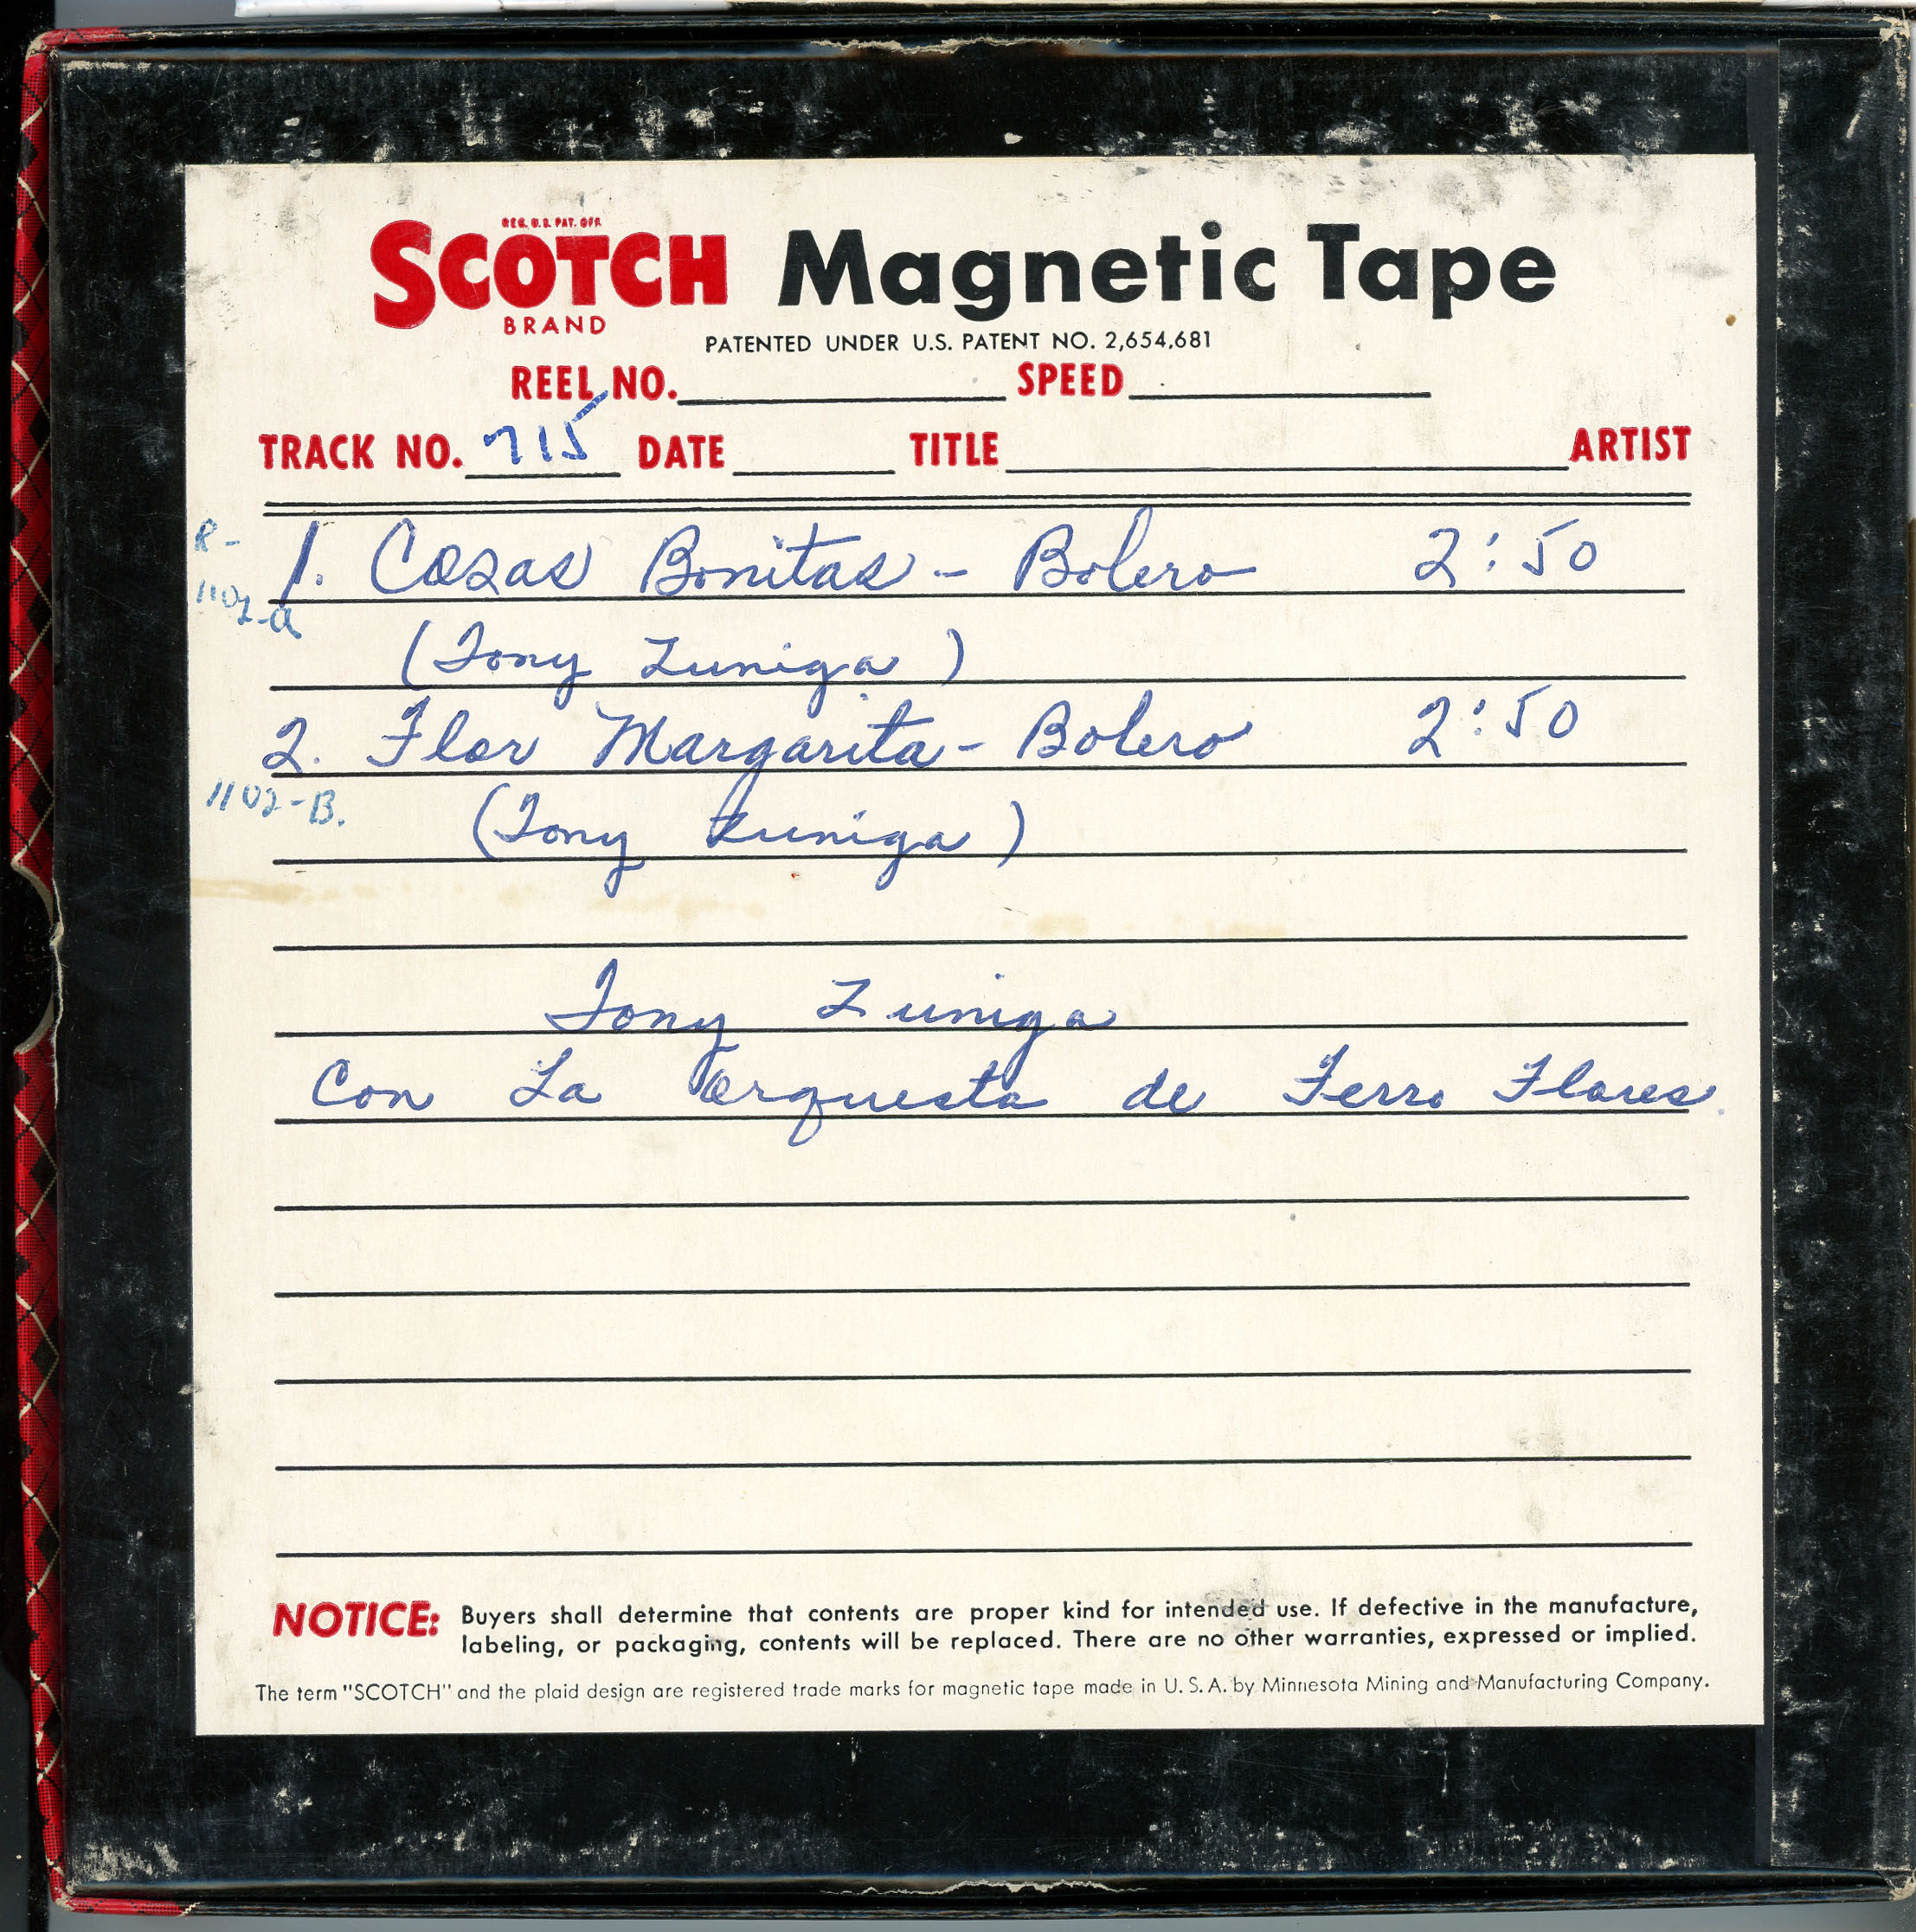 REG. U.S. PAT. OFF.
SCOTCH Magnetic Tape
BRAND
PATENTED UNDER U.S. PATENT NO. 2,654,681
REEL NO. SPEED
TRACK NO. 715 DATE TITLE ARTIST
R-
1102-a
1. Cosas Bonitas - Bolero 2:50
(Tony Zuniga)
2. Flor Margarita - Bolero 2:50
1102-B.
(Tony Zuniga)
Tony Zuniga
Con La Orquesta de Ferro Flores.
NOTICE: Buyers shall determine that contents are proper kind for intended use. If defective in the manufacture,
labeling, or packaging, contents will be replaced. There are no other warranties, expressed or implied.
The term "SCOTCH" and the plaid design are registered trade marks for magnetic tape made in U.S.A. by Minnesota Mining and Manufacturing Company.